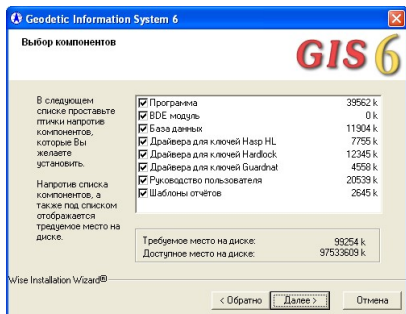 Geodetic Information System 6
Выбор компонентов
GIS 6
В следующем
списке проставьте
птички напротив
компонентов,
которые Вы
желаете
установить.
Напротив списка
компонентов, а
также под списком
отображается
требуемое место на
диске.
Программа 39562 k
BDE модуль 0 k
База данных 11904 k
Драйвера для ключей Hasp HL 7755 k
Драйвера для ключей Hardlock 12345 k
Драйвера для ключей Guardnat 4558 k
Руководство пользователя 20539 k
Шаблоны отчётов 2645 k
Требуемое место на диске: 99254 k
Доступное место на диске: 97533609 k
Wise Installation Wizard®
< Обратно Далее > Отмена